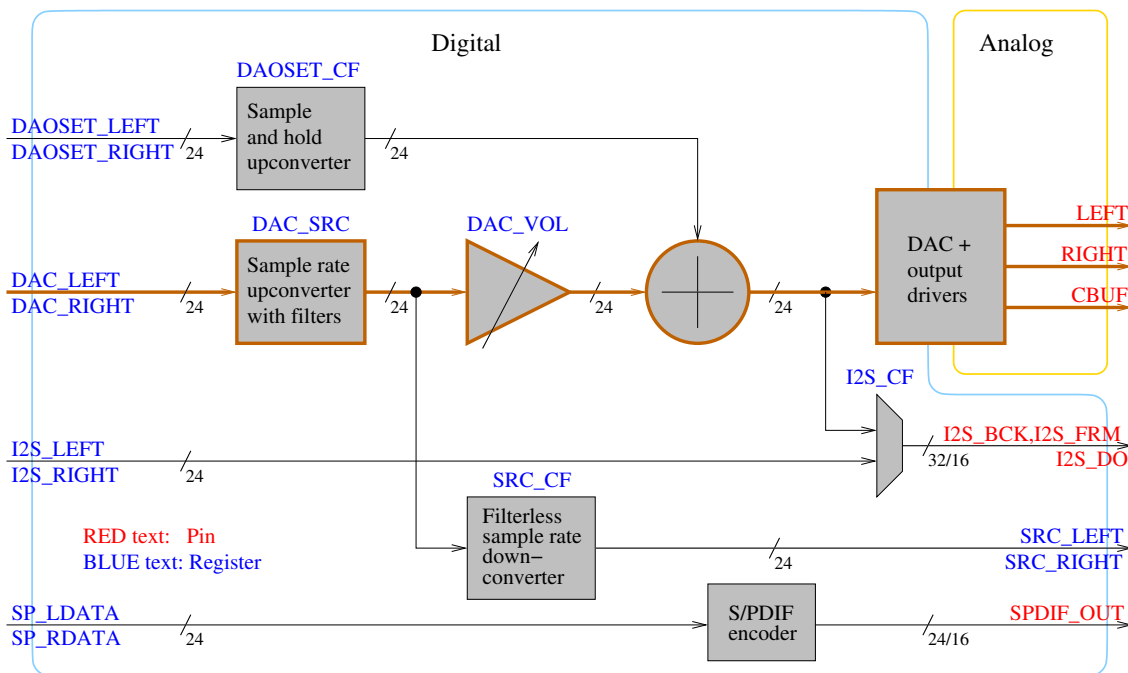 Digital
Analog
DAOSET_CF
DAOSET_LEFT
DAOSET_RIGHT
24
Sample
and hold
upconverter
24
DAC_SRC
DAC_VOL
DAC_LEFT
DAC_RIGHT
24
Sample rate
upconverter
with filters
24
24
24
DAC +
output
drivers
LEFT
RIGHT
CBUF
I2S_CF
I2S_LEFT
I2S_RIGHT
24
32/16
I2S_BCK,I2S_FRM
I2S_DO
SRC_CF
Filterless
sample rate
down−
converter
24
SRC_LEFT
SRC_RIGHT
RED text: Pin
BLUE text: Register
SP_LDATA
SP_RDATA
24
S/PDIF
encoder
24/16
SPDIF_OUT